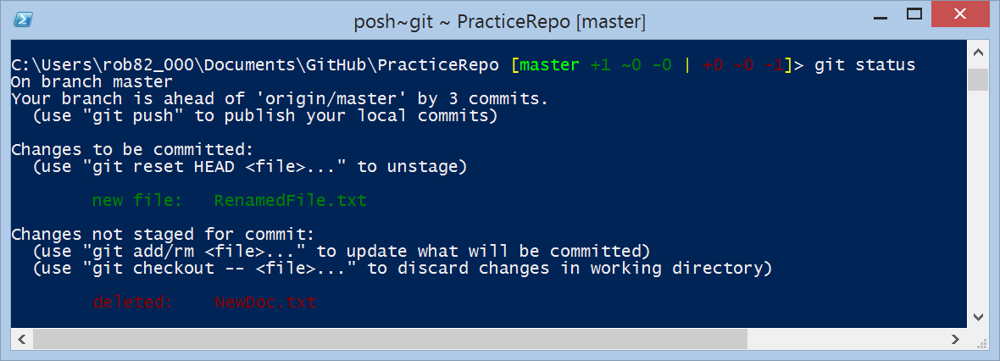 posh~git ~ PracticeRepo [master]
C:\Users\rob82_000\Documents\GitHub\PracticeRepo [master +1 ~0 -0 | +0 ~0 -1]> git status
On branch master
Your branch is ahead of 'origin/master' by 3 commits.
  (use "git push" to publish your local commits)
Changes to be committed:
  (use "git reset HEAD <file>..." to unstage)
        new file:   RenamedFile.txt
Changes not staged for commit:
  (use "git add/rm <file>..." to update what will be committed)
  (use "git checkout -- <file>..." to discard changes in working directory)
        deleted:    NewDoc.txt